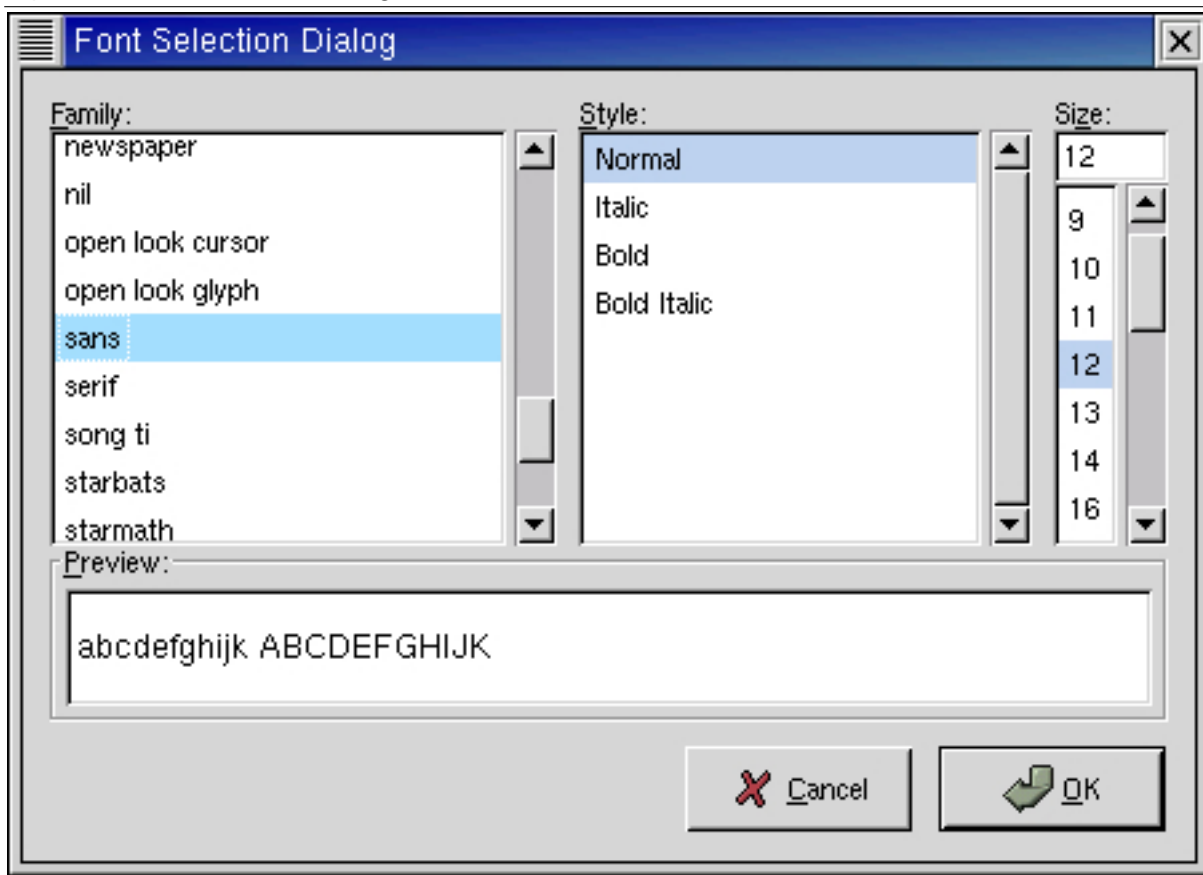 Font Selection Dialog
Family:
newspaper
nil
open look cursor
open look glyph
sans
serif
song ti
starbats
starmath
Style:
Normal
Italic
Bold
Bold Italic
Size:
12
9
10
11
12
13
14
16
Preview:
abcdefghijk ABCDEFGHIJK
Cancel
OK